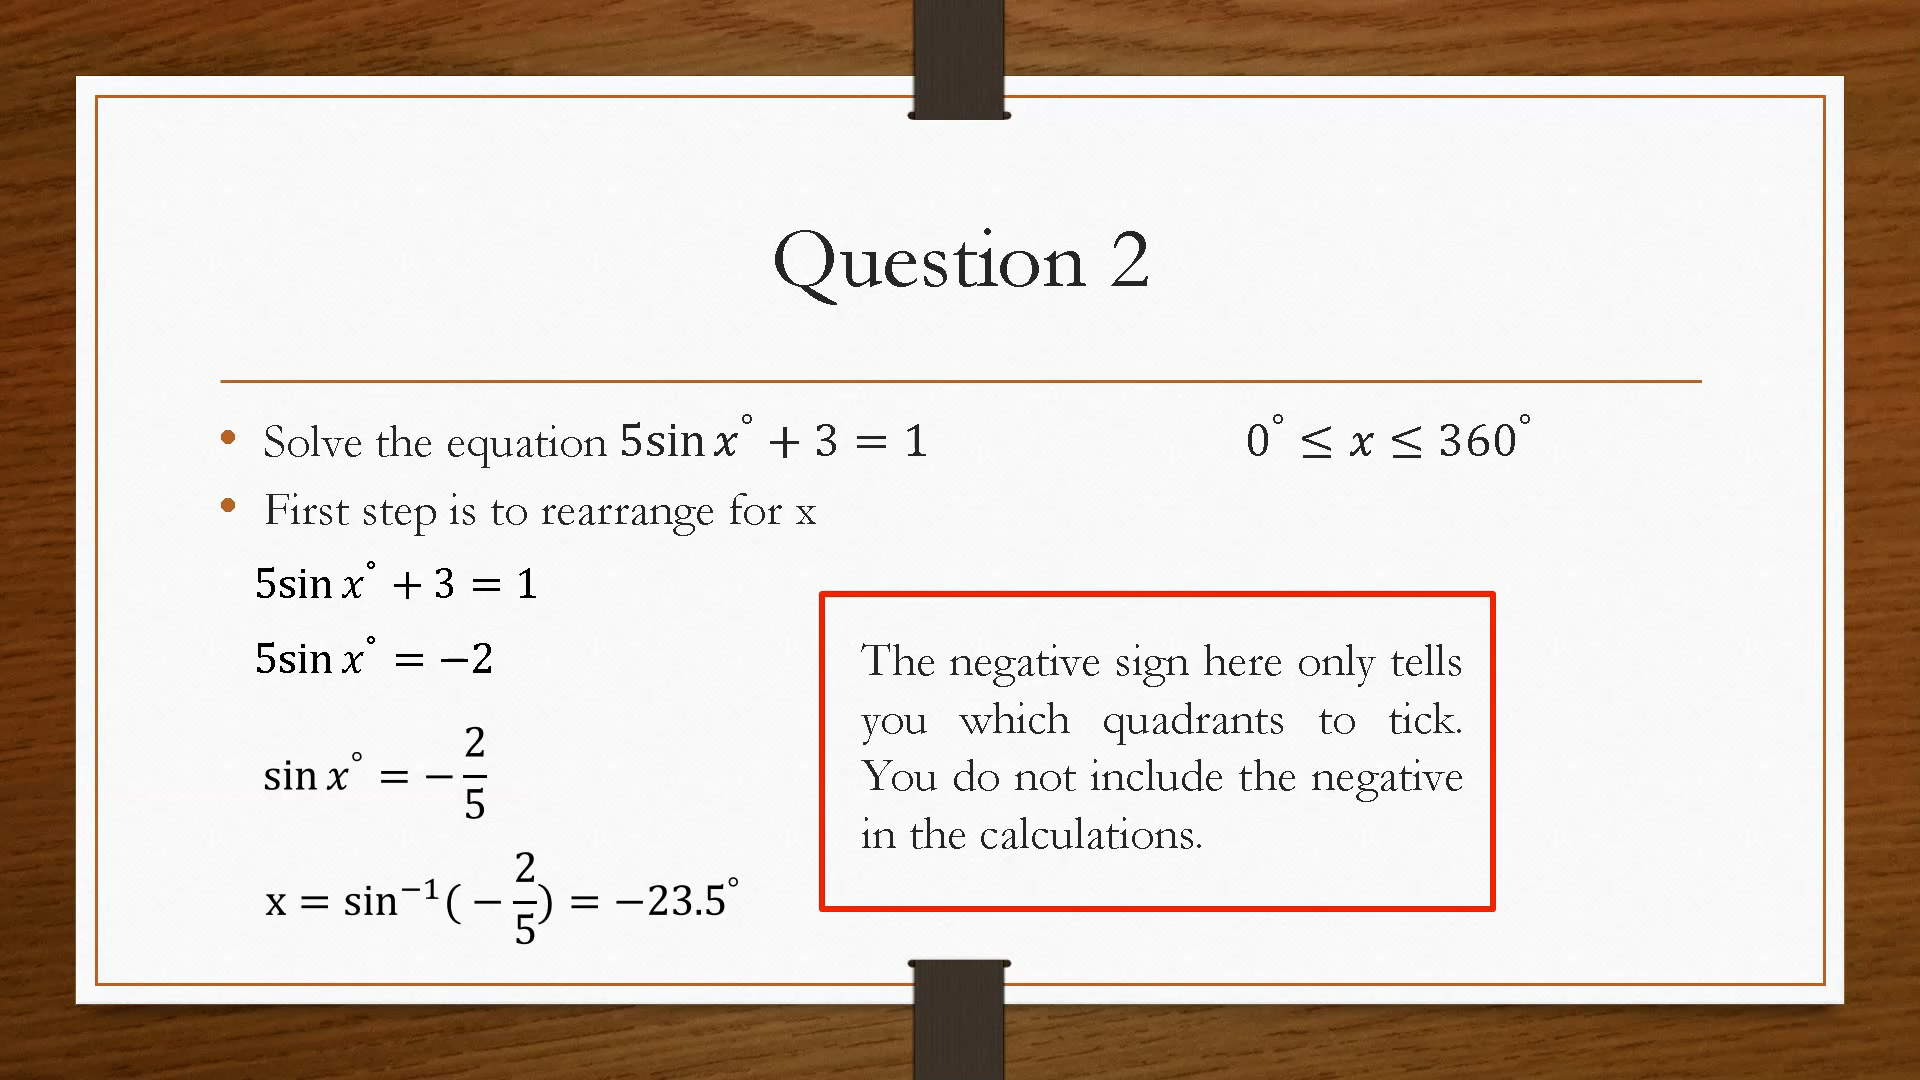 Question 2
• Solve the equation 5sin x° + 3 = 1 0° ≤ x ≤ 360°
• First step is to rearrange for x
5sin x° + 3 = 1
5sin x° = −2
sin x° = −2/5
x = sin⁻¹(−2/5) = −23.5°
The negative sign here only tells
you which quadrants to tick.
You do not include the negative
in the calculations.